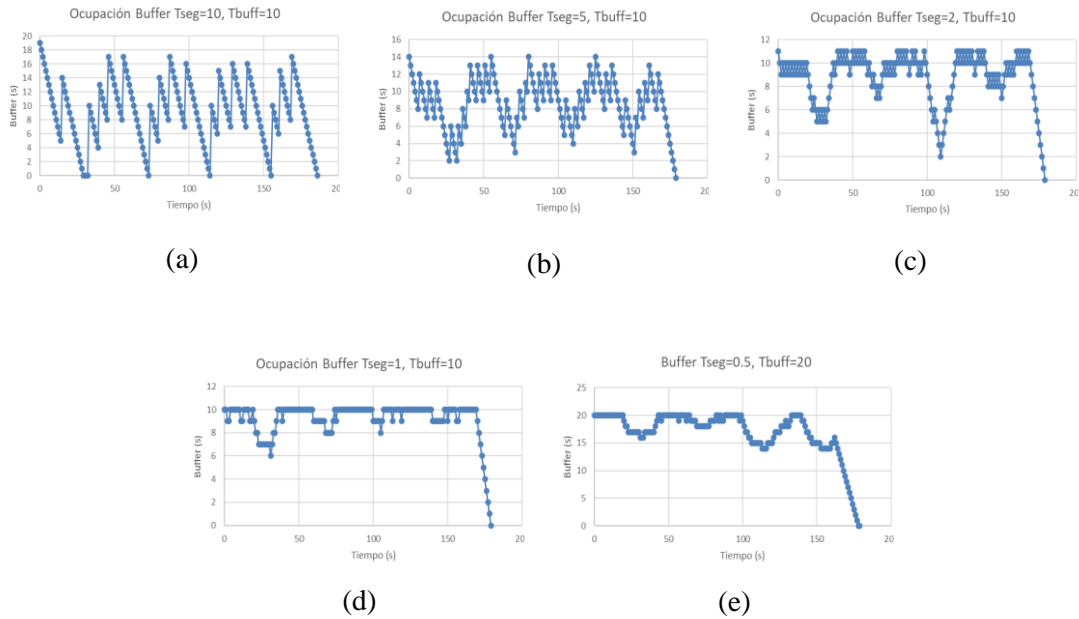 Ocupación Buffer Tseg=10, Tbuff=10
20
18
16
14
12
10
8
6
4
2
0
Buffer (s)
0 50 100 150 20
Tiempo (s)
(a)
Ocupación Buffer Tseg=5, Tbuff=10
16
14
12
10
8
6
4
2
0
Buffer (s)
0 50 100 150 20
Tiempo (s)
(b)
Ocupación Buffer Tseg=2, Tbuff=10
12
10
8
6
4
2
0
Buffer (s)
0 50 100 150 20
Tiempo (s)
(c)
Ocupación Buffer Tseg=1, Tbuff=10
12
10
8
6
4
2
0
Buffer (s)
0 50 100 150 20
Tiempo (s)
(d)
Buffer Tseg=0.5, Tbuff=20
25
20
15
10
5
0
Buffer (s)
0 50 100 150 20
Tiempo (s)
(e)